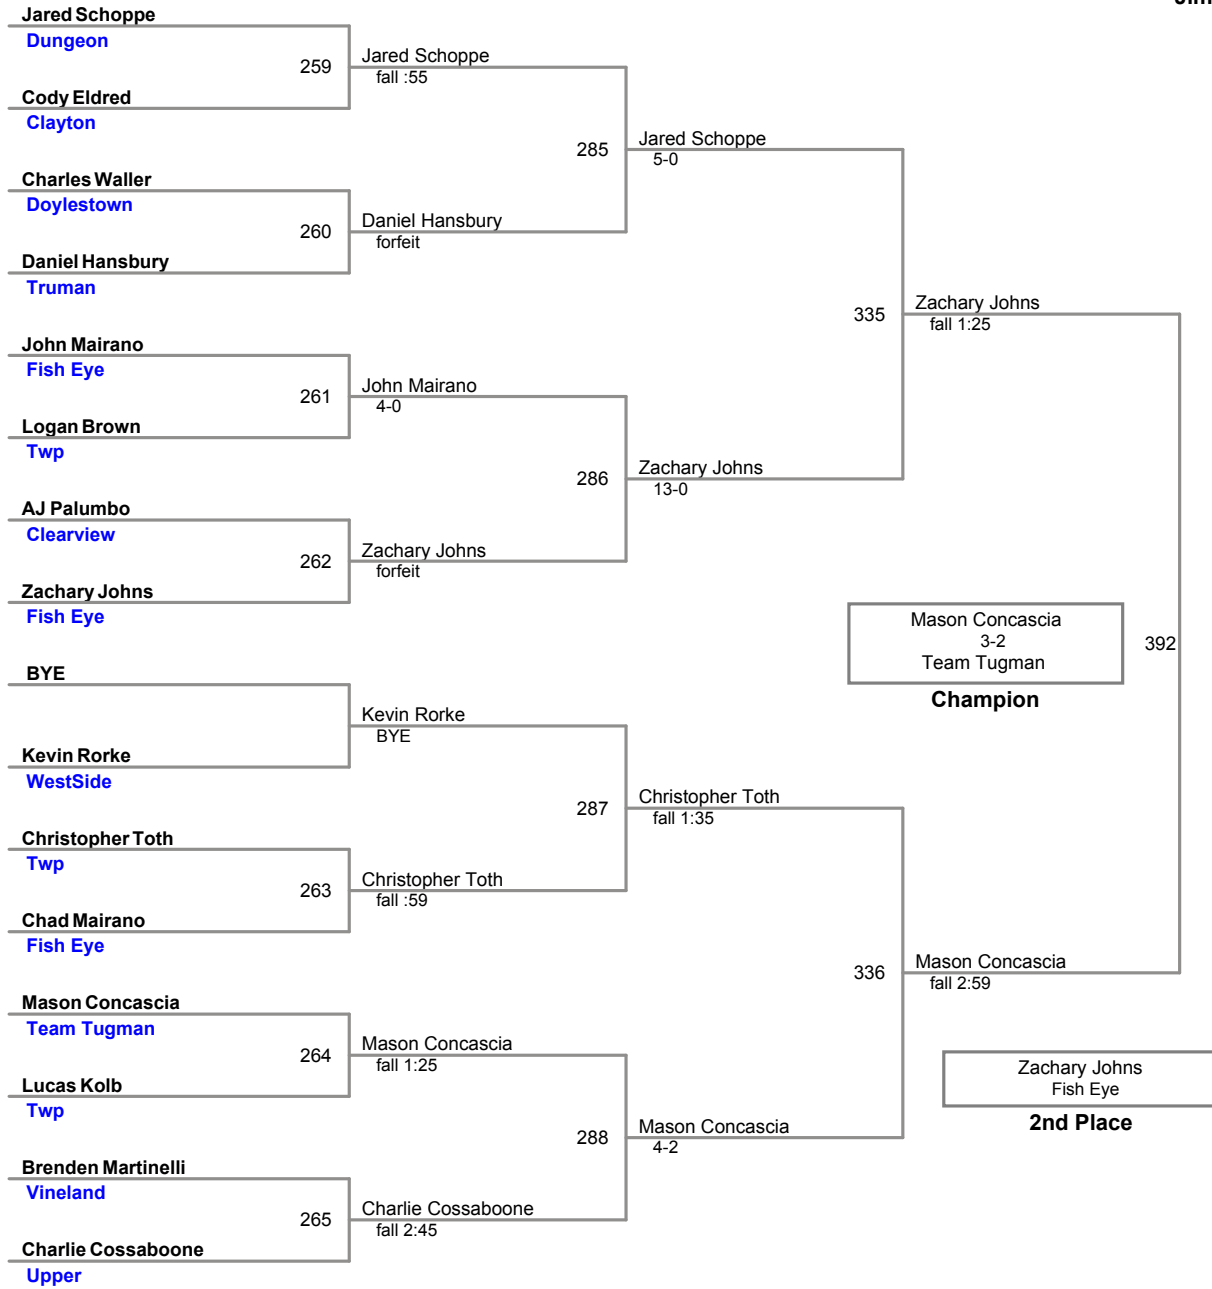 Jim
Jared Schoppe
Dungeon
259
Jared Schoppe
fall :55
Cody Eldred
Clayton
285
Jared Schoppe
5-0
Charles Waller
Doylestown
260
Daniel Hansbury
forfeit
Daniel Hansbury
Truman
335
Zachary Johns
fall 1:25
John Mairano
Fish Eye
261
John Mairano
4-0
Logan Brown
Twp
286
Zachary Johns
13-0
AJ Palumbo
Clearview
262
Zachary Johns
forfeit
Zachary Johns
Fish Eye
Mason Concascia
3-2
Team Tugman
392
Champion
BYE
Kevin Rorke
BYE
Kevin Rorke
WestSide
287
Christopher Toth
fall 1:35
Christopher Toth
Twp
263
Christopher Toth
fall :59
Chad Mairano
Fish Eye
336
Mason Concascia
fall 2:59
Mason Concascia
Team Tugman
264
Mason Concascia
fall 1:25
Lucas Kolb
Twp
Zachary Johns
Fish Eye
2nd Place
288
Mason Concascia
4-2
Brenden Martinelli
Vineland
265
Charlie Cossaboone
fall 2:45
Charlie Cossaboone
Upper